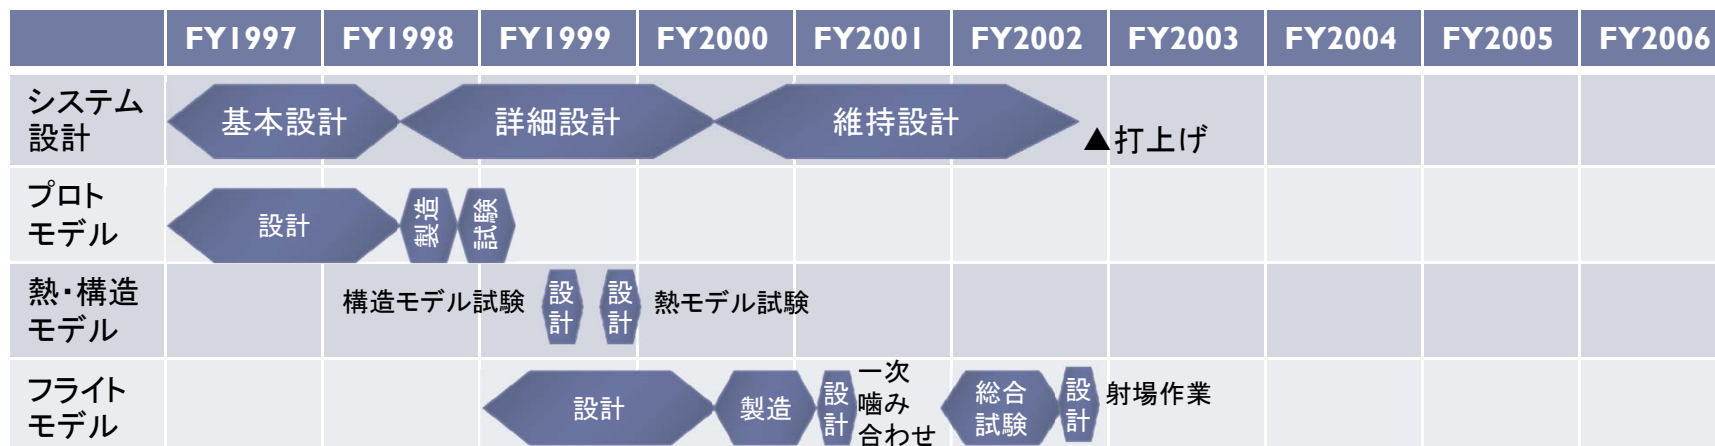 FY1997 FY1998 FY1999 FY2000 FY2001 FY2002 FY2003 FY2004 FY2005 FY2006
システム
設計
基本設計 詳細設計 維持設計
▲打上げ
プロト
モデル
設計 製造 試験
熱・構造
モデル
構造モデル試験 設計 設計 熱モデル試験
フライト
モデル
設計 製造 設計
一次
噛み
合わせ
総合
試験
設計
射場作業